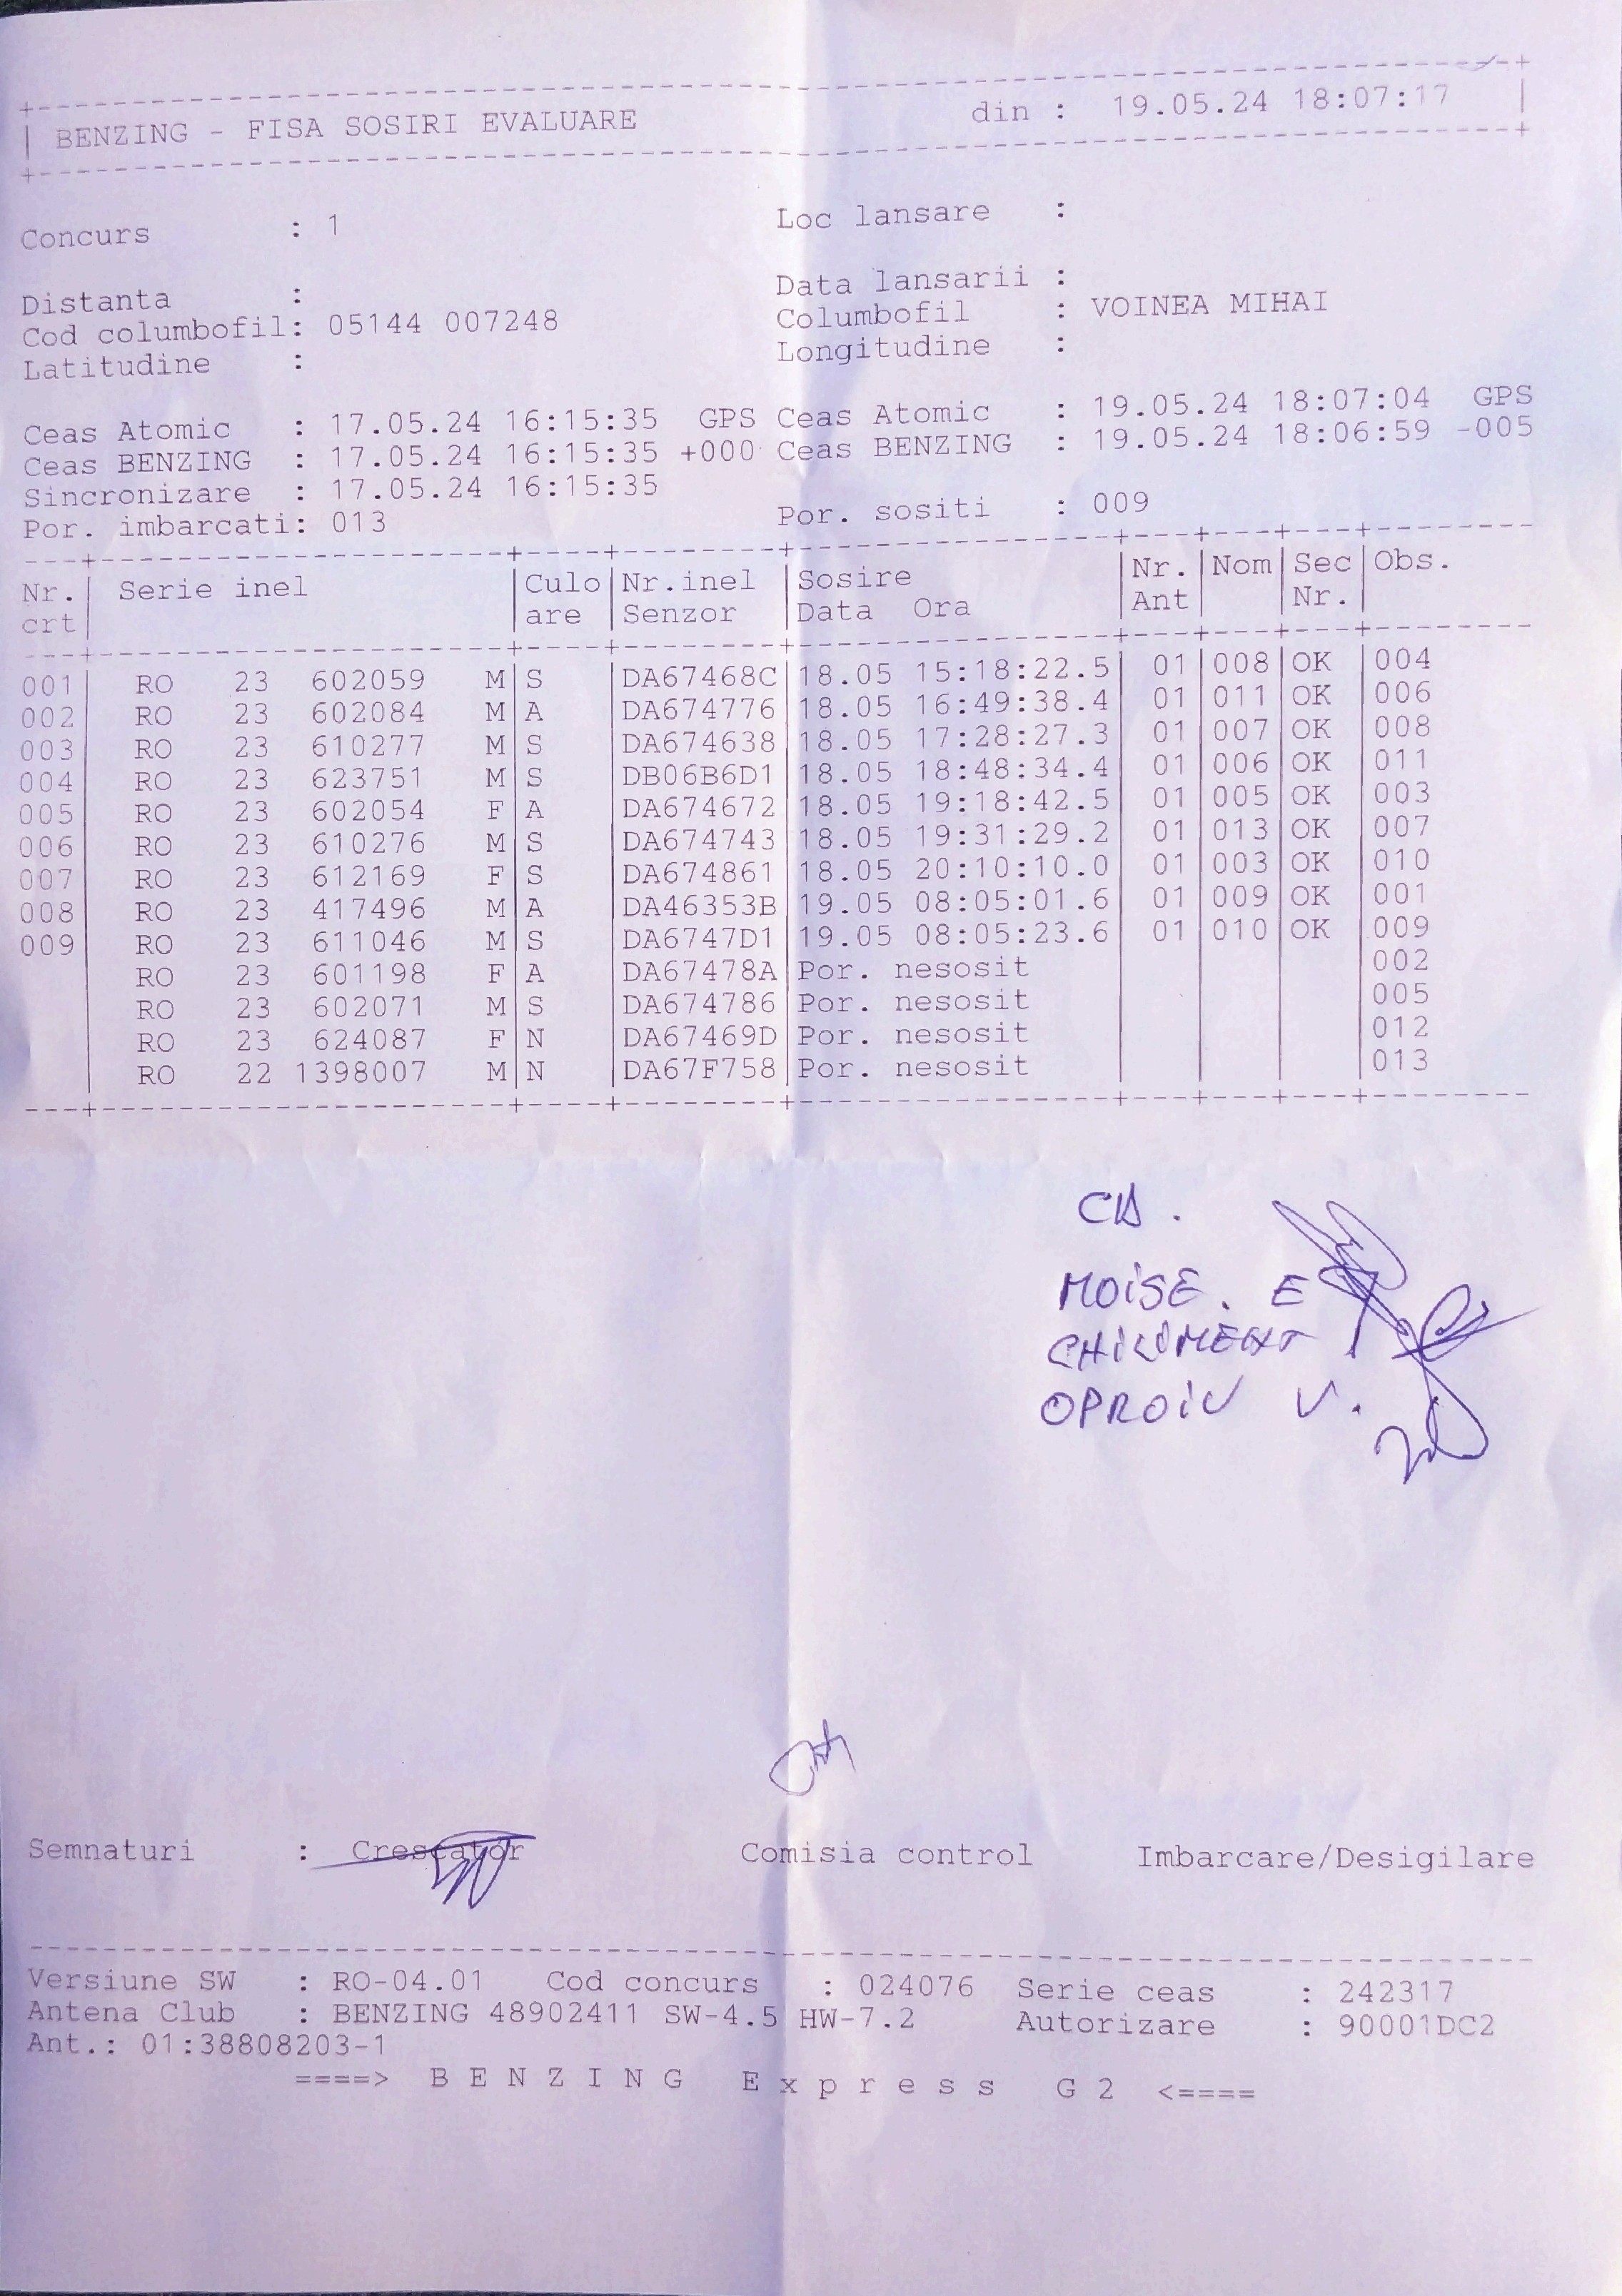 BENZING - FISA SOSIRI EVALUARE din : 19.05.24 18:07:17
Concurs : 1 Loc lansare :
Distanta : Data lansarii :
Cod columbofil: 05144 007248 Columbofil : VOINEA MIHAI
Latitudine : Longitudine :
Ceas Atomic : 17.05.24 16:15:35 GPS Ceas Atomic : 19.05.24 18:07:04 GPS
Ceas BENZING : 17.05.24 16:15:35 +000 Ceas BENZING : 19.05.24 18:06:59 -005
Sincronizare : 17.05.24 16:15:35
Por. imbarcati: 013 Por. sositi : 009
Nr. | Serie inel | Culo | Nr.inel | Sosire | Nr. | Nom | Sec | Obs.
crt | | are | Senzor | Data Ora | Ant | | Nr. |
001 | RO 23 602059 M | S | DA67468C | 18.05 15:18:22.5 | 01 | 008 | OK | 004
002 | RO 23 602084 M | A | DA674776 | 18.05 16:49:38.4 | 01 | 011 | OK | 006
003 | RO 23 610277 M | S | DA674638 | 18.05 17:28:27.3 | 01 | 007 | OK | 008
004 | RO 23 623751 M | S | DB06B6D1 | 18.05 18:48:34.4 | 01 | 006 | OK | 011
005 | RO 23 602054 F | A | DA674672 | 18.05 19:18:42.5 | 01 | 005 | OK | 003
006 | RO 23 610276 M | S | DA674743 | 18.05 19:31:29.2 | 01 | 013 | OK | 007
007 | RO 23 612169 F | S | DA674861 | 18.05 20:10:10.0 | 01 | 003 | OK | 010
008 | RO 23 417496 M | A | DA46353B | 19.05 08:05:01.6 | 01 | 009 | OK | 001
009 | RO 23 611046 M | S | DA6747D1 | 19.05 08:05:23.6 | 01 | 010 | OK | 009
| RO 23 601198 F | A | DA67478A | Por. nesosit | | | | 002
| RO 23 602071 M | S | DA674786 | Por. nesosit | | | | 005
| RO 23 624087 F | N | DA67469D | Por. nesosit | | | | 012
| RO 22 1398007 M | N | DA67F758 | Por. nesosit | | | | 013
MOISE. E
OPROIU V.
Semnaturi : Crescator Comisia control Imbarcare/Desigilare
Versiune SW : RO-04.01 Cod concurs : 024076 Serie ceas : 242317
Antena Club : BENZING 48902411 SW-4.5 HW-7.2 Autorizare : 90001DC2
Ant.: 01:38808203-1
====> B E N Z I N G E x p r e s s G 2 <====